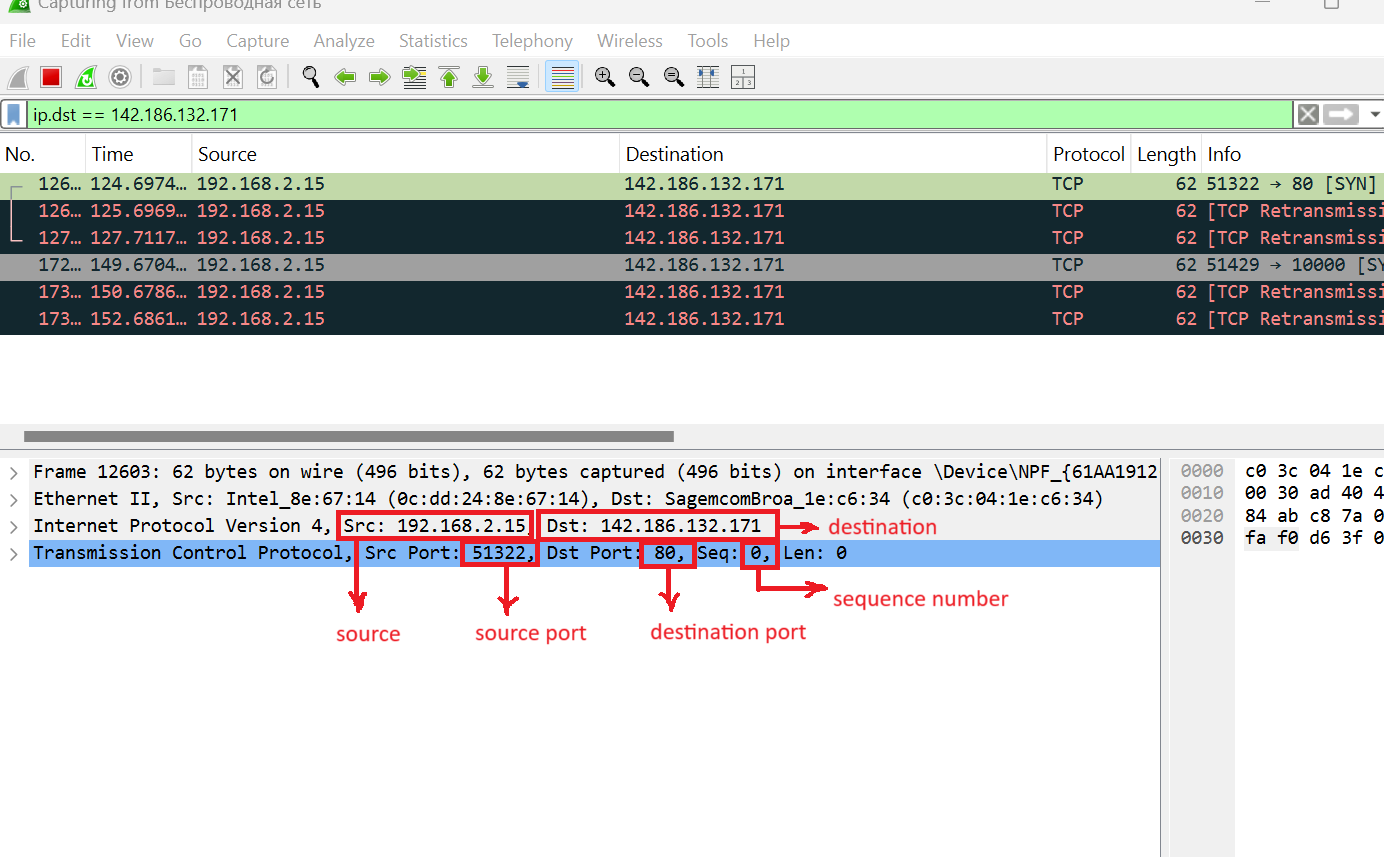 Capturing from Беспроводная сеть
File Edit View Go Capture Analyze Statistics Telephony Wireless Tools Help
ip.dst == 142.186.132.171
No. Time Source Destination Protocol Length Info
126… 124.6974… 192.168.2.15 142.186.132.171 TCP 62 51322 → 80 [SYN]
126… 125.6969… 192.168.2.15 142.186.132.171 TCP 62 [TCP Retransmissi
127… 127.7117… 192.168.2.15 142.186.132.171 TCP 62 [TCP Retransmissi
172… 149.6704… 192.168.2.15 142.186.132.171 TCP 62 51429 → 10000 [SY
173… 150.6786… 192.168.2.15 142.186.132.171 TCP 62 [TCP Retransmissi
173… 152.6861… 192.168.2.15 142.186.132.171 TCP 62 [TCP Retransmissi
Frame 12603: 62 bytes on wire (496 bits), 62 bytes captured (496 bits) on interface \Device\NPF_{61AA1912
Ethernet II, Src: Intel_8e:67:14 (0c:dd:24:8e:67:14), Dst: SagemcomBroa_1e:c6:34 (c0:3c:04:1e:c6:34)
Internet Protocol Version 4, Src: 192.168.2.15, Dst: 142.186.132.171
destination
Transmission Control Protocol, Src Port: 51322, Dst Port: 80, Seq: 0, Len: 0
sequence number
source
source port
destination port
0000 c0 3c 04 1e c
0010 00 30 ad 40 4
0020 84 ab c8 7a 0
0030 fa f0 d6 3f 0